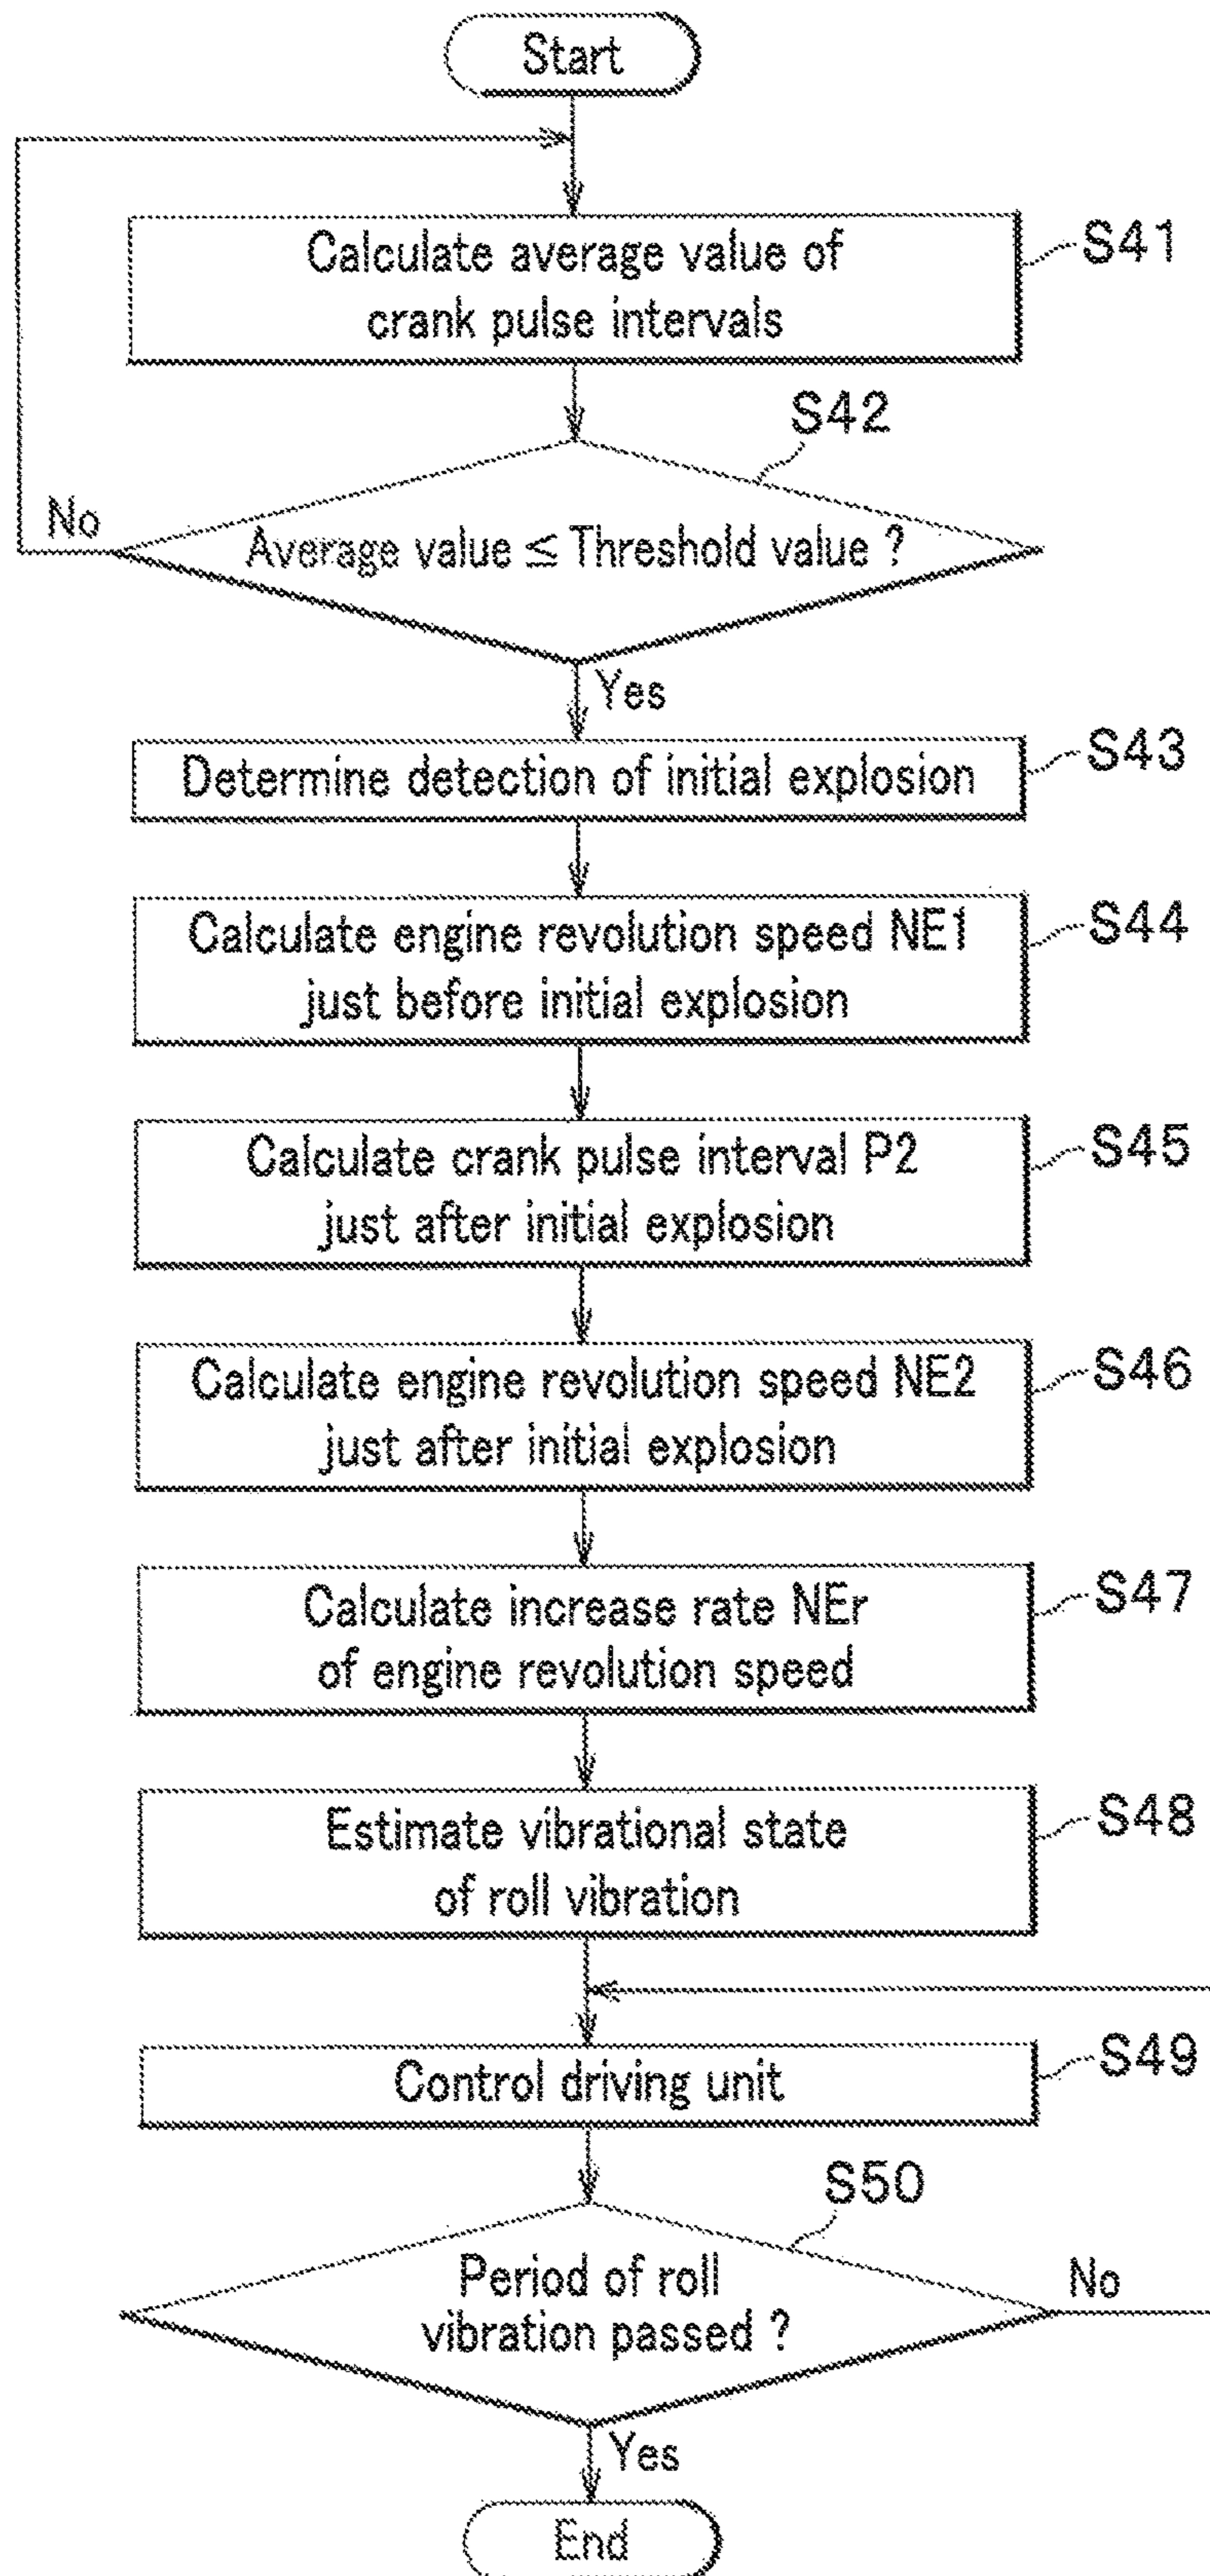 Start
Calculate average value of
crank pulse intervals
S41
S42
Average value ≦ Threshold value ?
No
Yes
Determine detection of initial explosion
S43
Calculate engine revolution speed NE1
just before initial explosion
S44
Calculate crank pulse interval P2
just after initial explosion
S45
Calculate engine revolution speed NE2
just after initial explosion
S46
Calculate increase rate NEr
of engine revolution speed
S47
Estimate vibrational state
of roll vibration
S48
Control driving unit
S49
S50
Period of roll
vibration passed ?
No
Yes
End